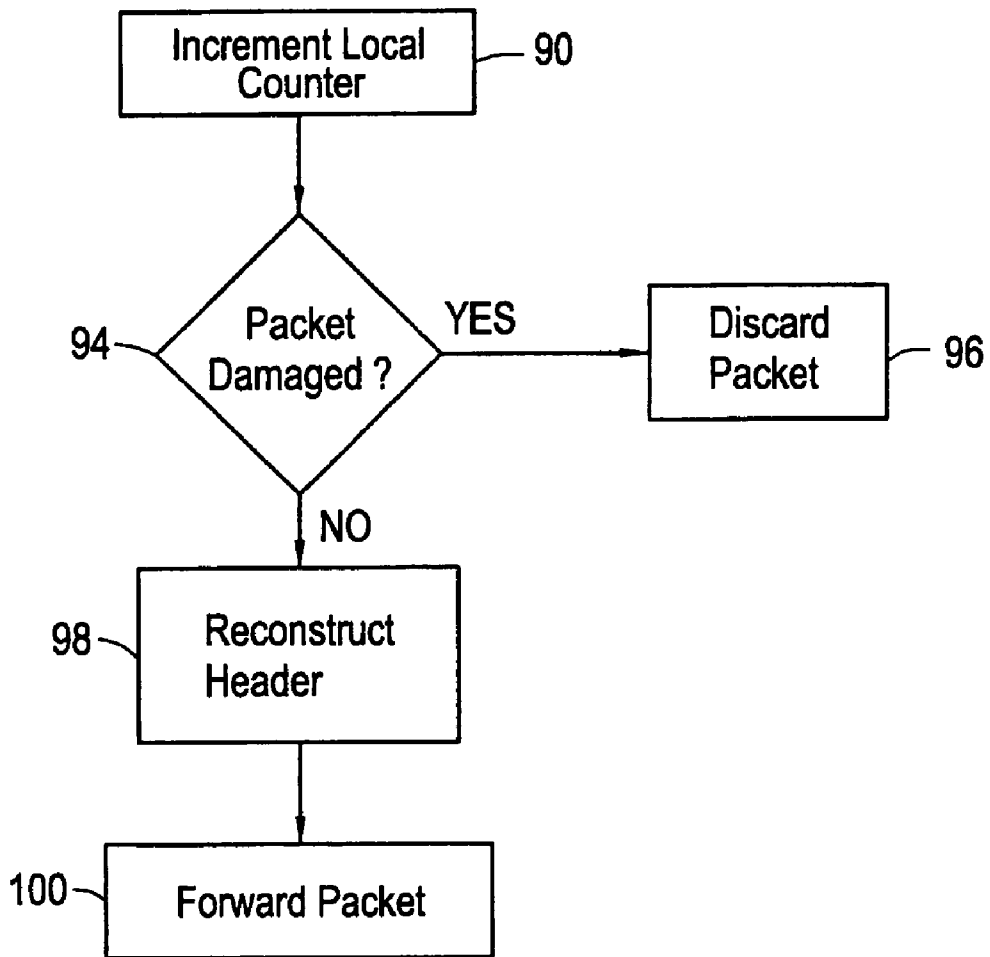 Increment Local
Counter
90
Packet
Damaged ?
94
YES
Discard
Packet
96
NO
Reconstruct
Header
98
Forward Packet
100